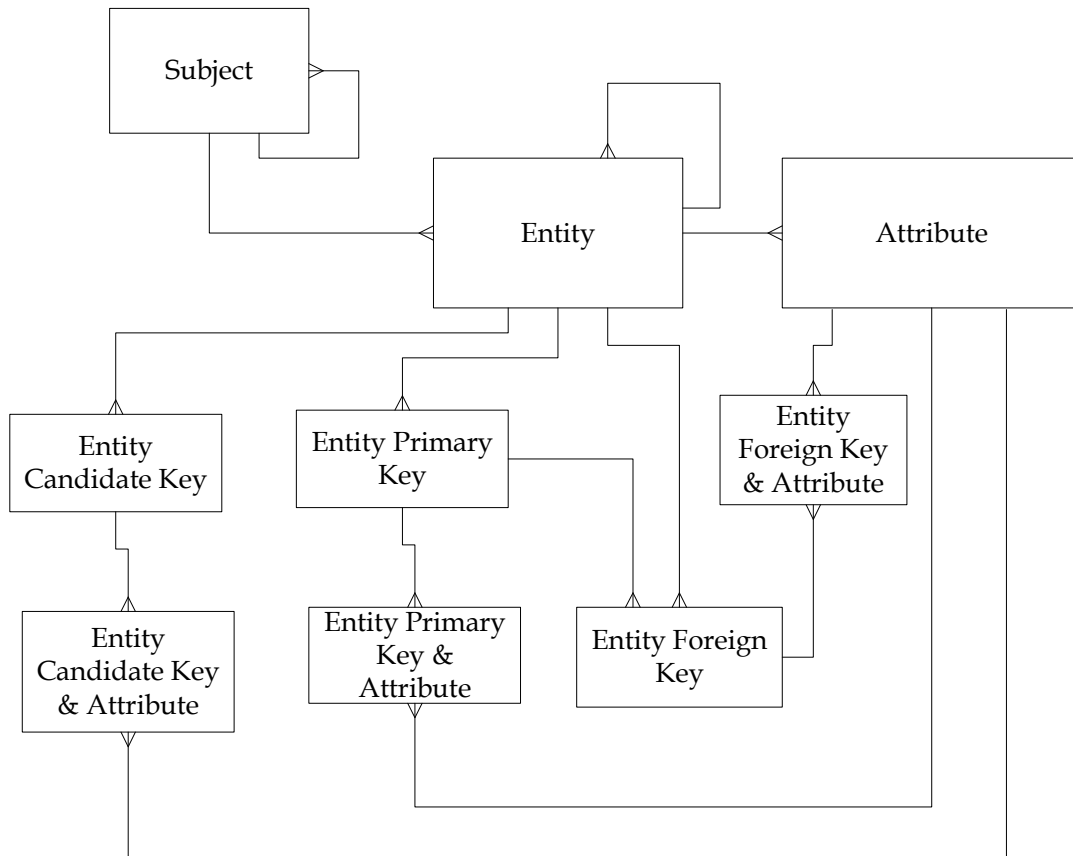 Subject
Entity
Attribute
Entity
Candidate Key
Entity Primary
Key
Entity
Foreign Key
& Attribute
Entity
Candidate Key
& Attribute
Entity Primary
Key &
Attribute
Entity Foreign
Key